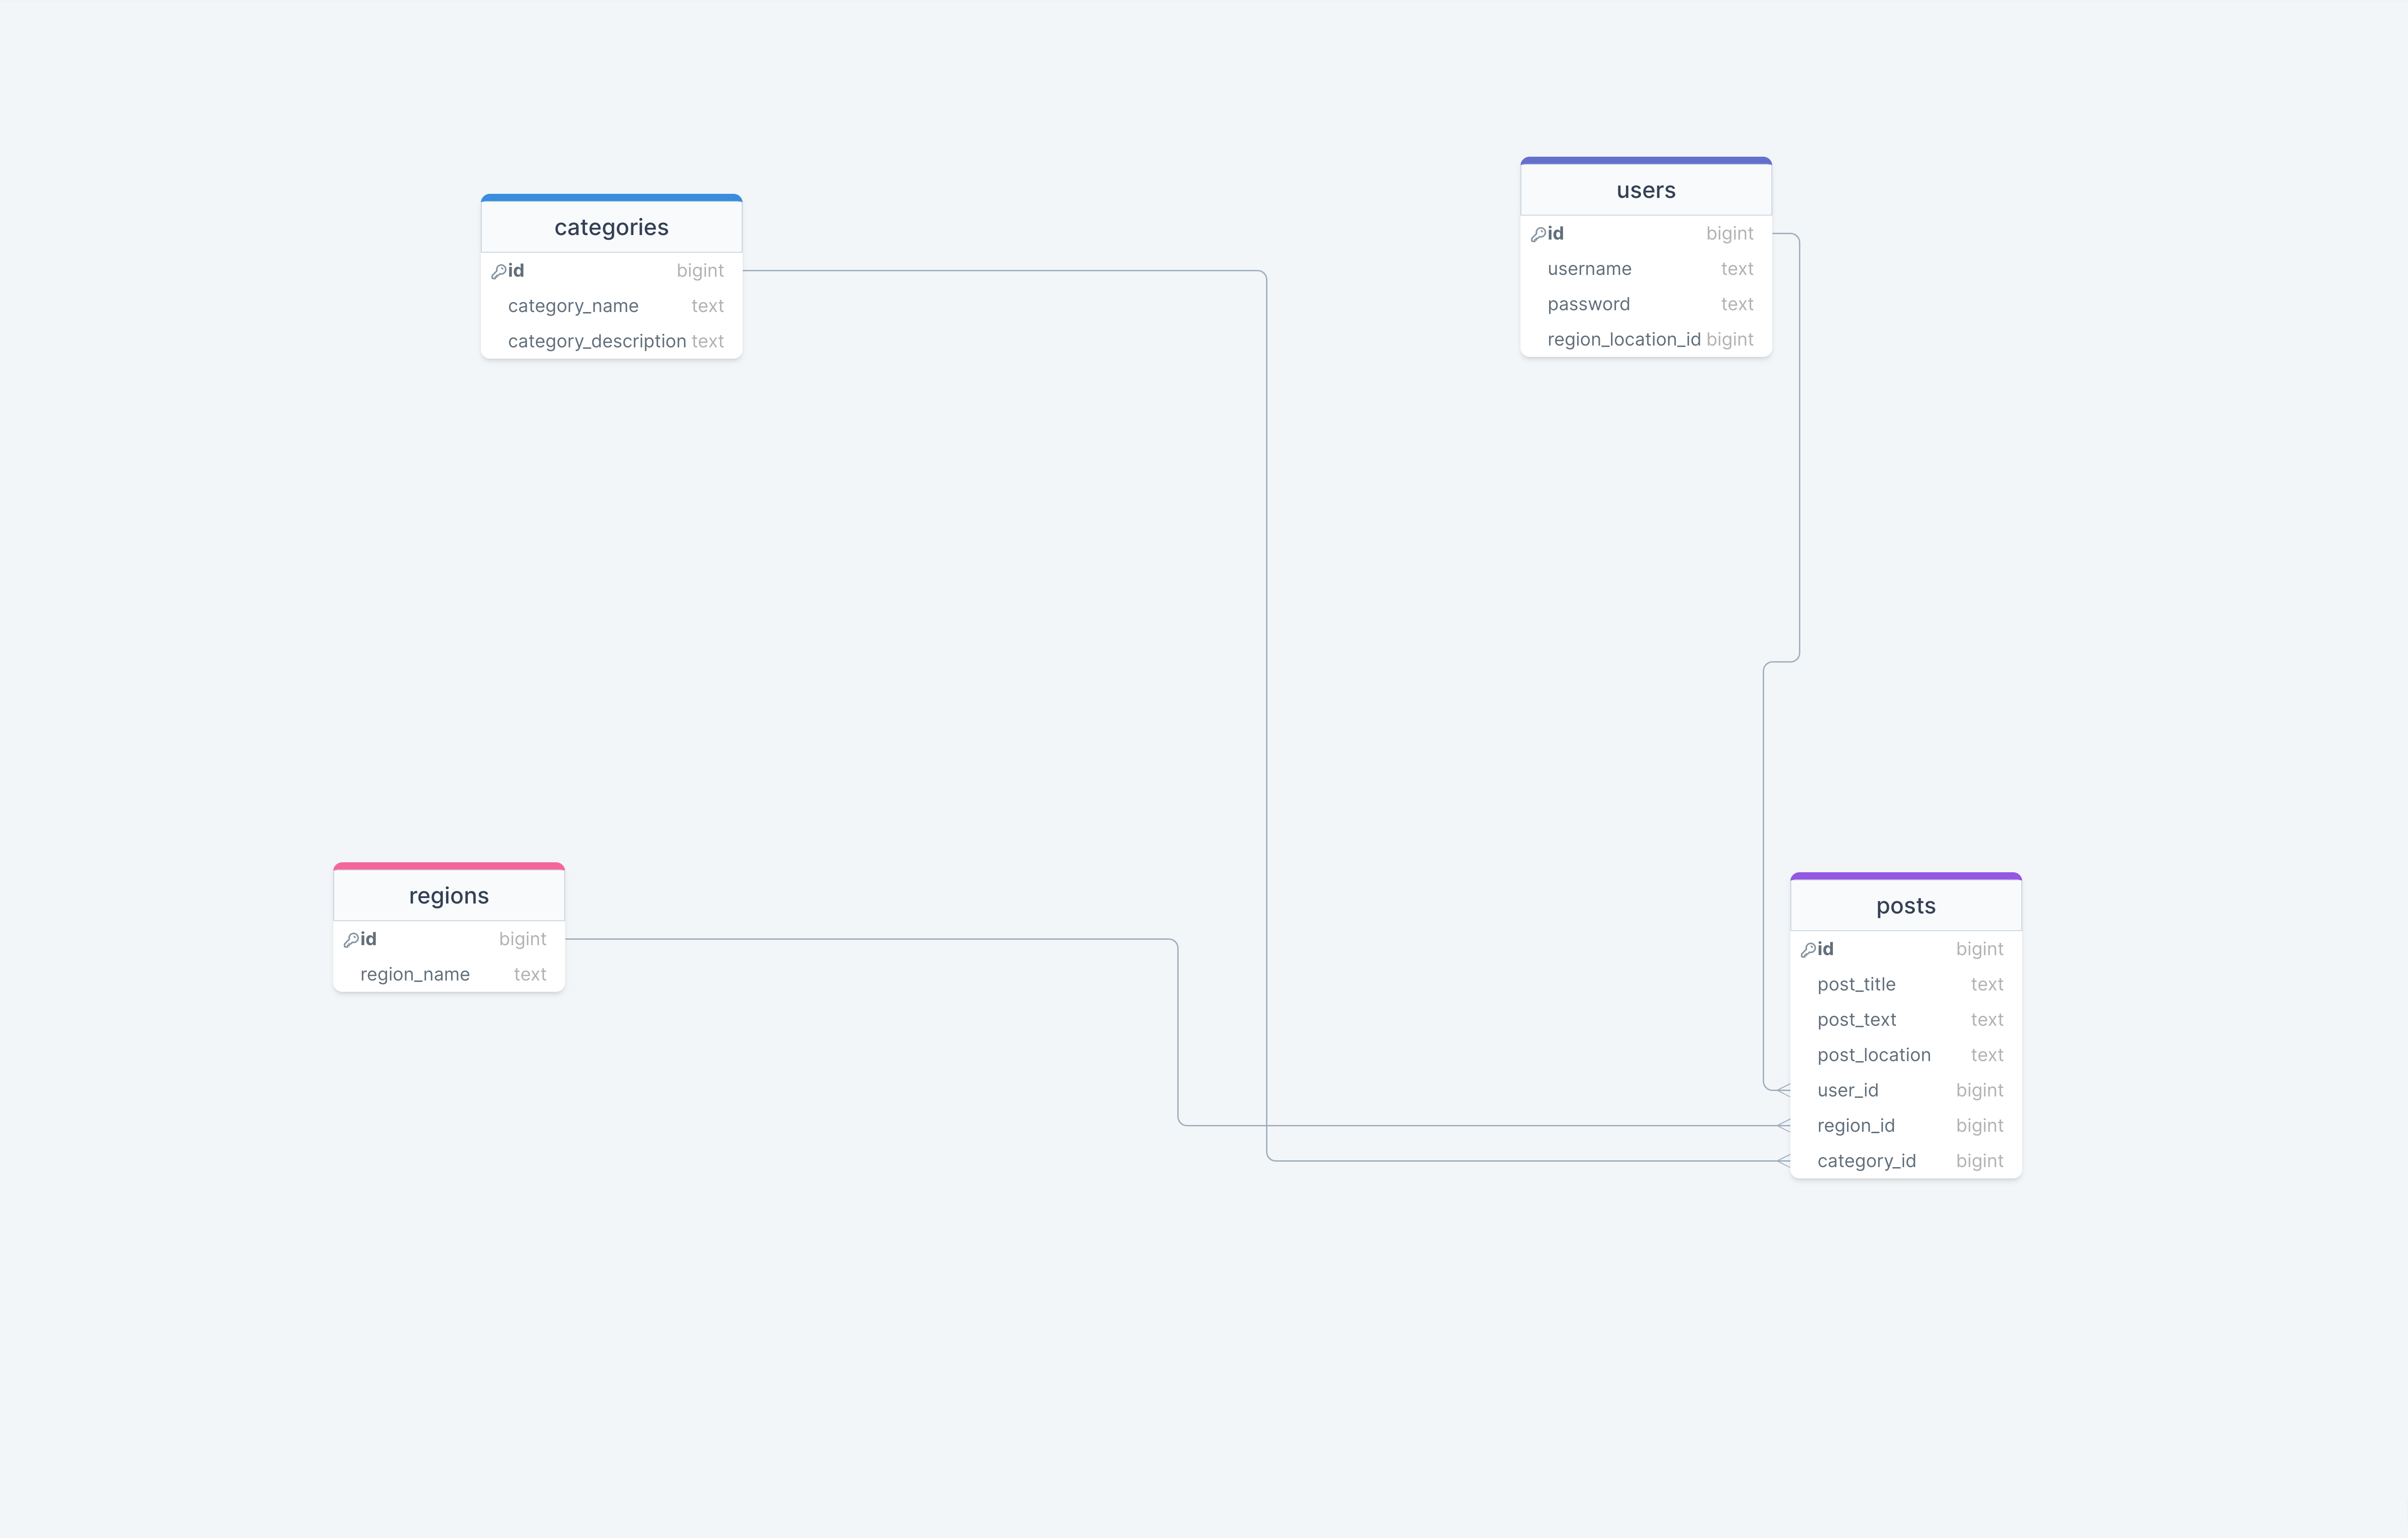 categories
id bigint
category_name text
category_description text
users
id bigint
username text
password text
region_location_id bigint
regions
id bigint
region_name text
posts
id bigint
post_title text
post_text text
post_location text
user_id bigint
region_id bigint
category_id bigint